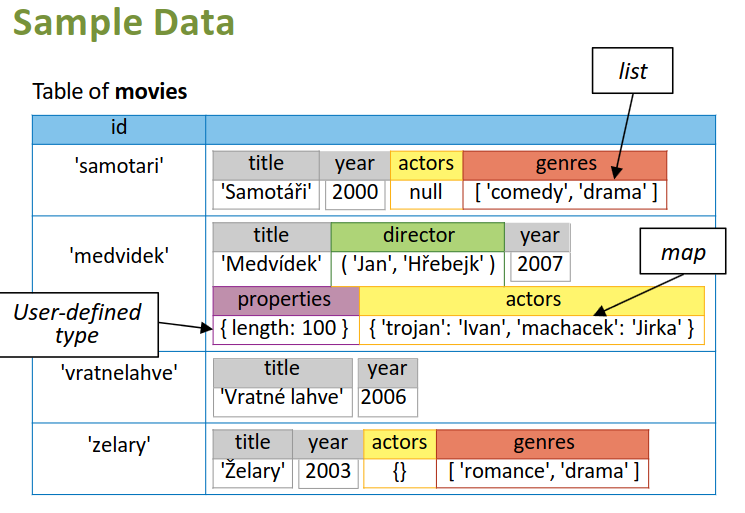 Sample Data
list
Table of movies
id
'samotari'
title year actors genres
'Samotáři' 2000 null [ 'comedy', 'drama' ]
'medvidek'
title director year
'Medvídek' ( 'Jan', 'Hřebejk' ) 2007
map
User-defined
type
properties actors
{ length: 100 } { 'trojan': 'Ivan', 'machacek': 'Jirka' }
'vratnelahve'
title year
'Vratné lahve' 2006
'zelary'
title year actors genres
'Želary' 2003 {} [ 'romance', 'drama' ]